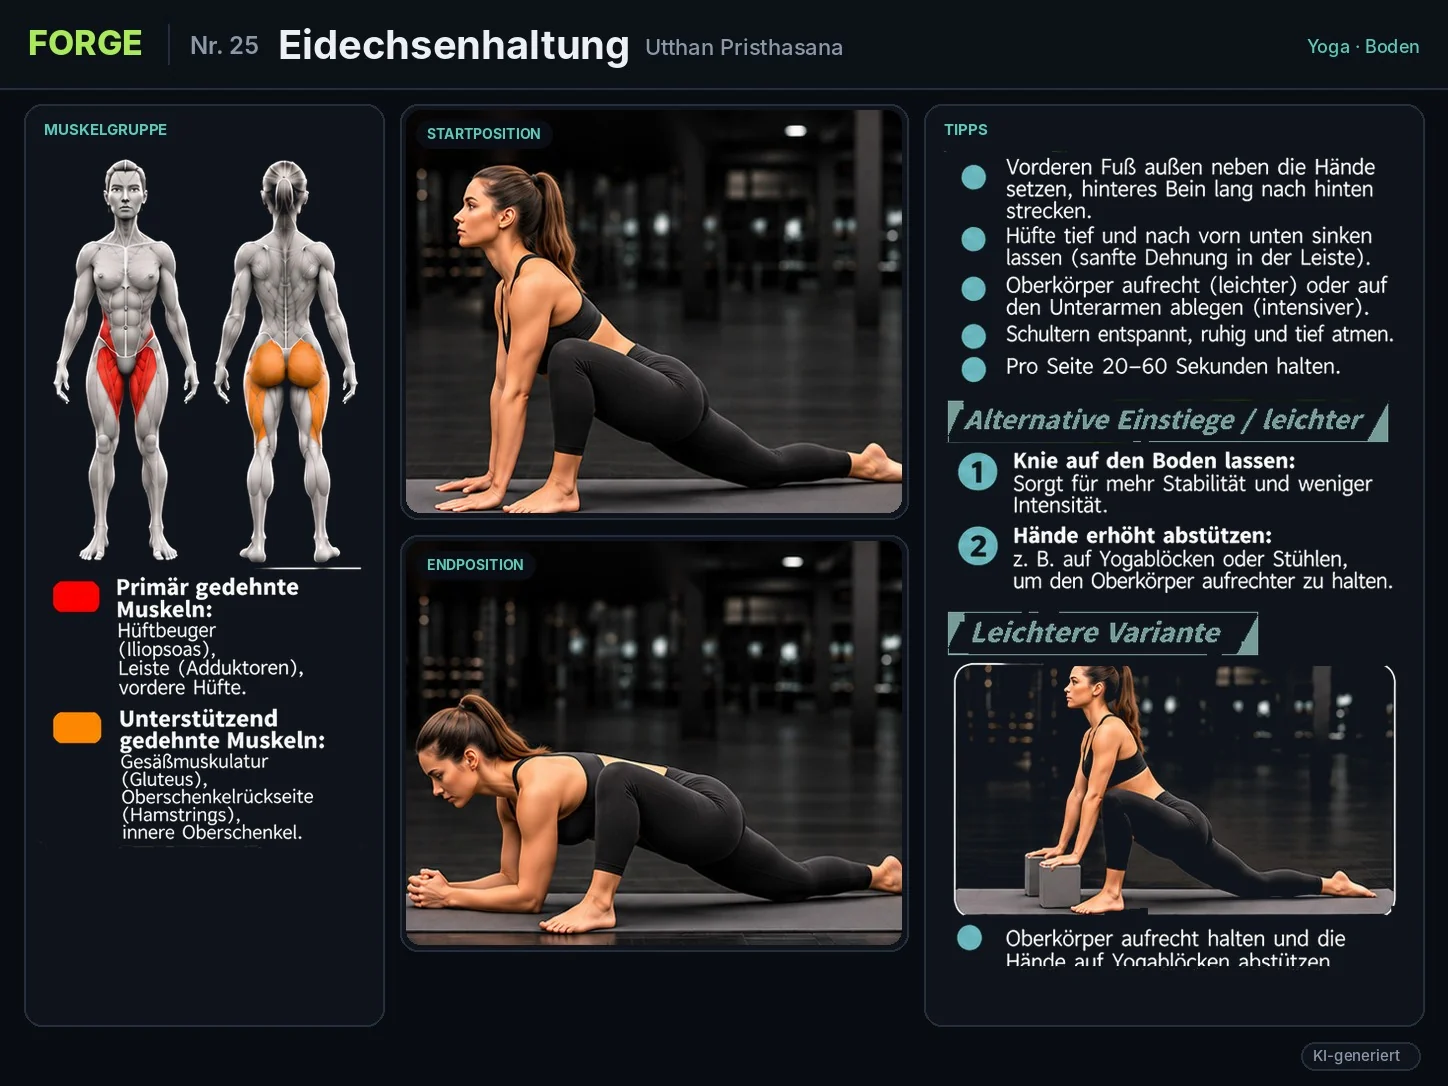 FORGE
Nr. 25
Eidechsenhaltung
Utthan Pristhasana
Yoga · Boden
MUSKELGRUPPE
Primär gedehnte
Muskeln:
Hüftbeuger
(Iliopsoas),
Leiste (Adduktoren),
vordere Hüfte.
Unterstützend
gedehnte Muskeln:
Gesäßmuskulatur
(Gluteus),
Oberschenkelrückseite
(Hamstrings),
innere Oberschenkel.
STARTPOSITION
ENDPOSITION
TIPPS
Vorderen Fuß außen neben die Hände
setzen, hinteres Bein lang nach hinten
strecken.
Hüfte tief und nach vorn unten sinken
lassen (sanfte Dehnung in der Leiste).
Oberkörper aufrecht (leichter) oder auf
den Unterarmen ablegen (intensiver).
Schultern entspannt, ruhig und tief atmen.
Pro Seite 20–60 Sekunden halten.
Alternative Einstiege / leichter
1 Knie auf den Boden lassen:
Sorgt für mehr Stabilität und weniger
Intensität.
2 Hände erhöht abstützen:
z. B. auf Yogablöcken oder Stühlen,
um den Oberkörper aufrechter zu halten.
Leichtere Variante
Oberkörper aufrecht halten und die
Hände auf Yogablöcken abstützen
KI-generiert